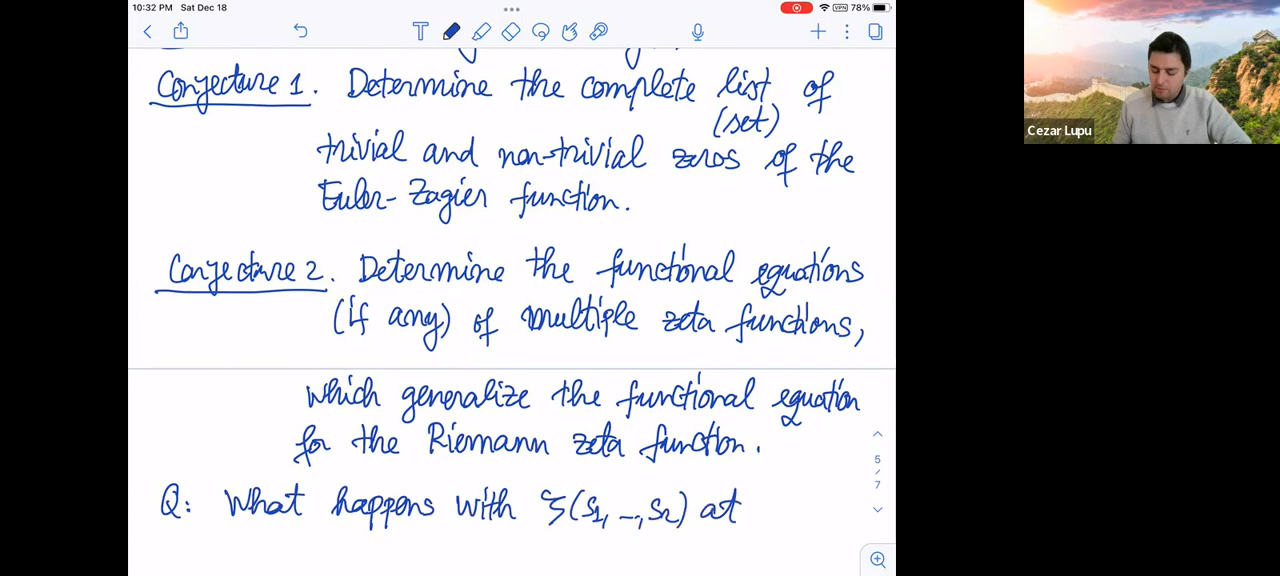 10:32 PM Sat Dec 18
VPN 78%
T
Conjecture 1. Determine the complete list of
(set)
trivial and non-trivial zeros of the
Euler-Zagier function.
Conjecture 2. Determine the functional equations
(if any) of multiple zeta functions,
which generalize the functional equation
for the Riemann zeta function.
Q: What happens with ζ(s1, -, sr) at
5
/
7
Cezar Lupu